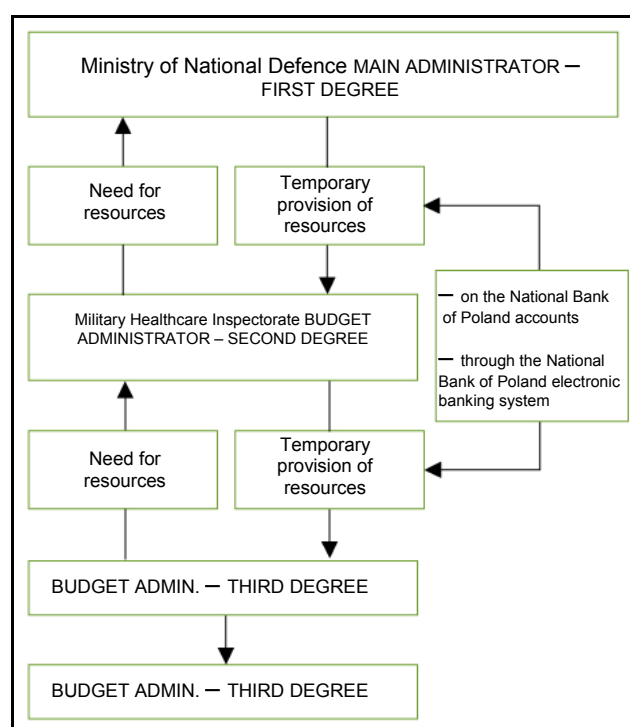 Ministry of National Defence MAIN ADMINISTRATOR —
FIRST DEGREE
Need for
resources
Temporary
provision of
resources
— on the National Bank
of Poland accounts
— through the National
Bank of Poland electronic
banking system
Military Healthcare Inspectorate BUDGET
ADMINISTRATOR – SECOND DEGREE
Need for
resources
Temporary
provision of
resources
BUDGET ADMIN. — THIRD DEGREE
BUDGET ADMIN. — THIRD DEGREE